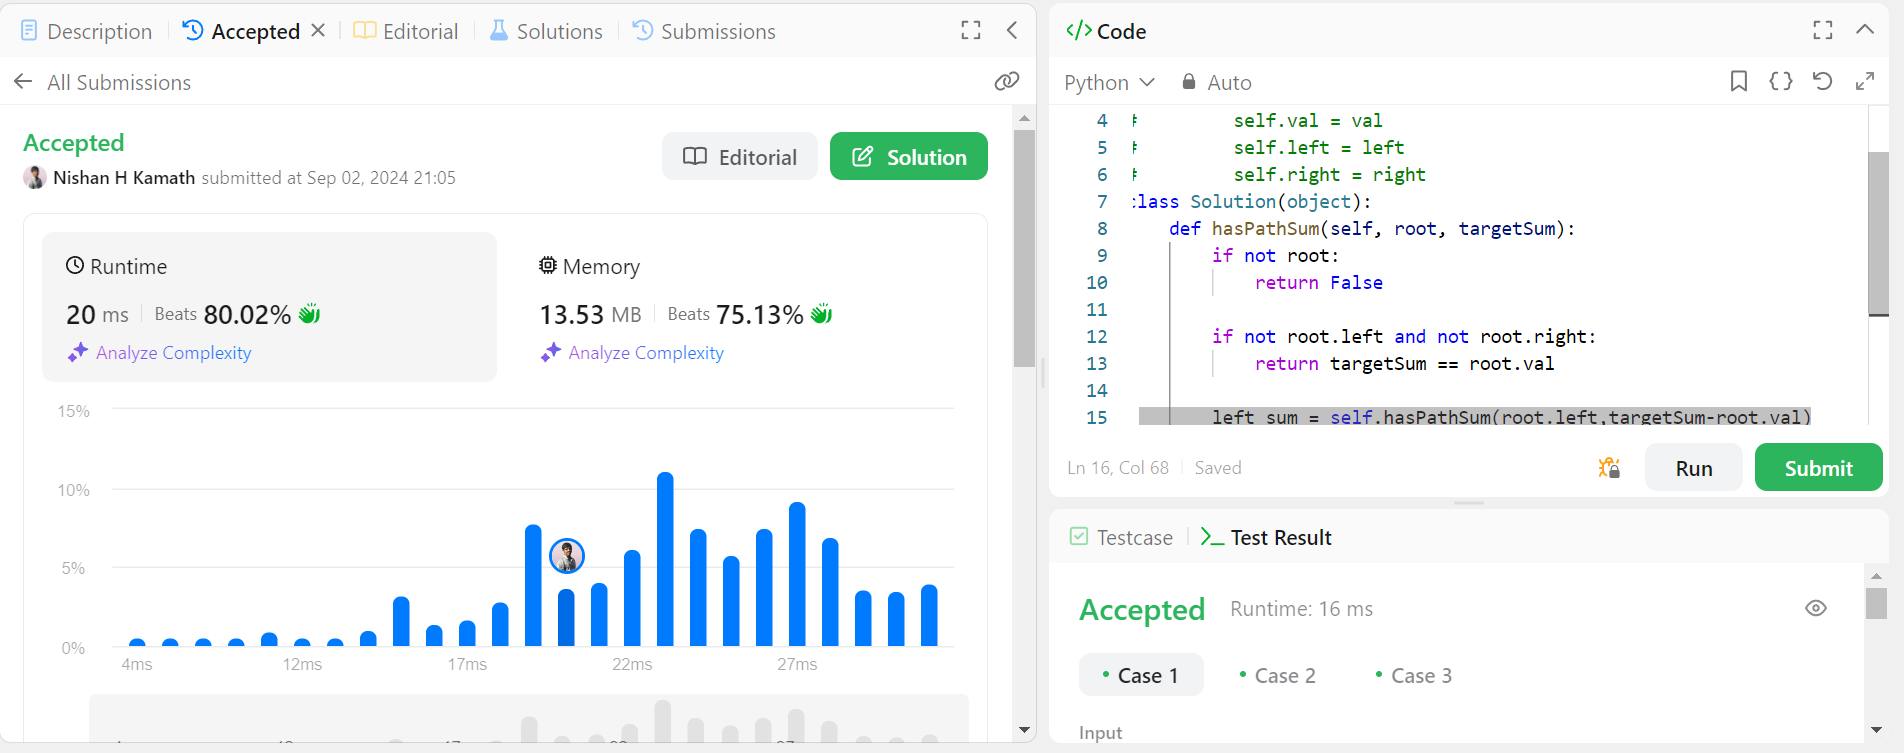 Description
Accepted
Editorial
Solutions
Submissions
All Submissions
Accepted
Nishan H Kamath submitted at Sep 02, 2024 21:05
Editorial
Solution
Runtime
20 ms
Beats 80.02%
Analyze Complexity
Memory
13.53 MB
Beats 75.13%
Analyze Complexity
15%
10%
5%
0%
4ms
12ms
17ms
22ms
27ms
</> Code
Python
Auto
4 # self.val = val
5 # self.left = left
6 # self.right = right
7 class Solution(object):
8 def hasPathSum(self, root, targetSum):
9 if not root:
10 return False
11
12 if not root.left and not root.right:
13 return targetSum == root.val
14
15 left_sum = self.hasPathSum(root.left,targetSum-root.val)
Ln 16, Col 68
Saved
Run
Submit
Testcase
Test Result
Accepted
Runtime: 16 ms
Case 1
Case 2
Case 3
Input